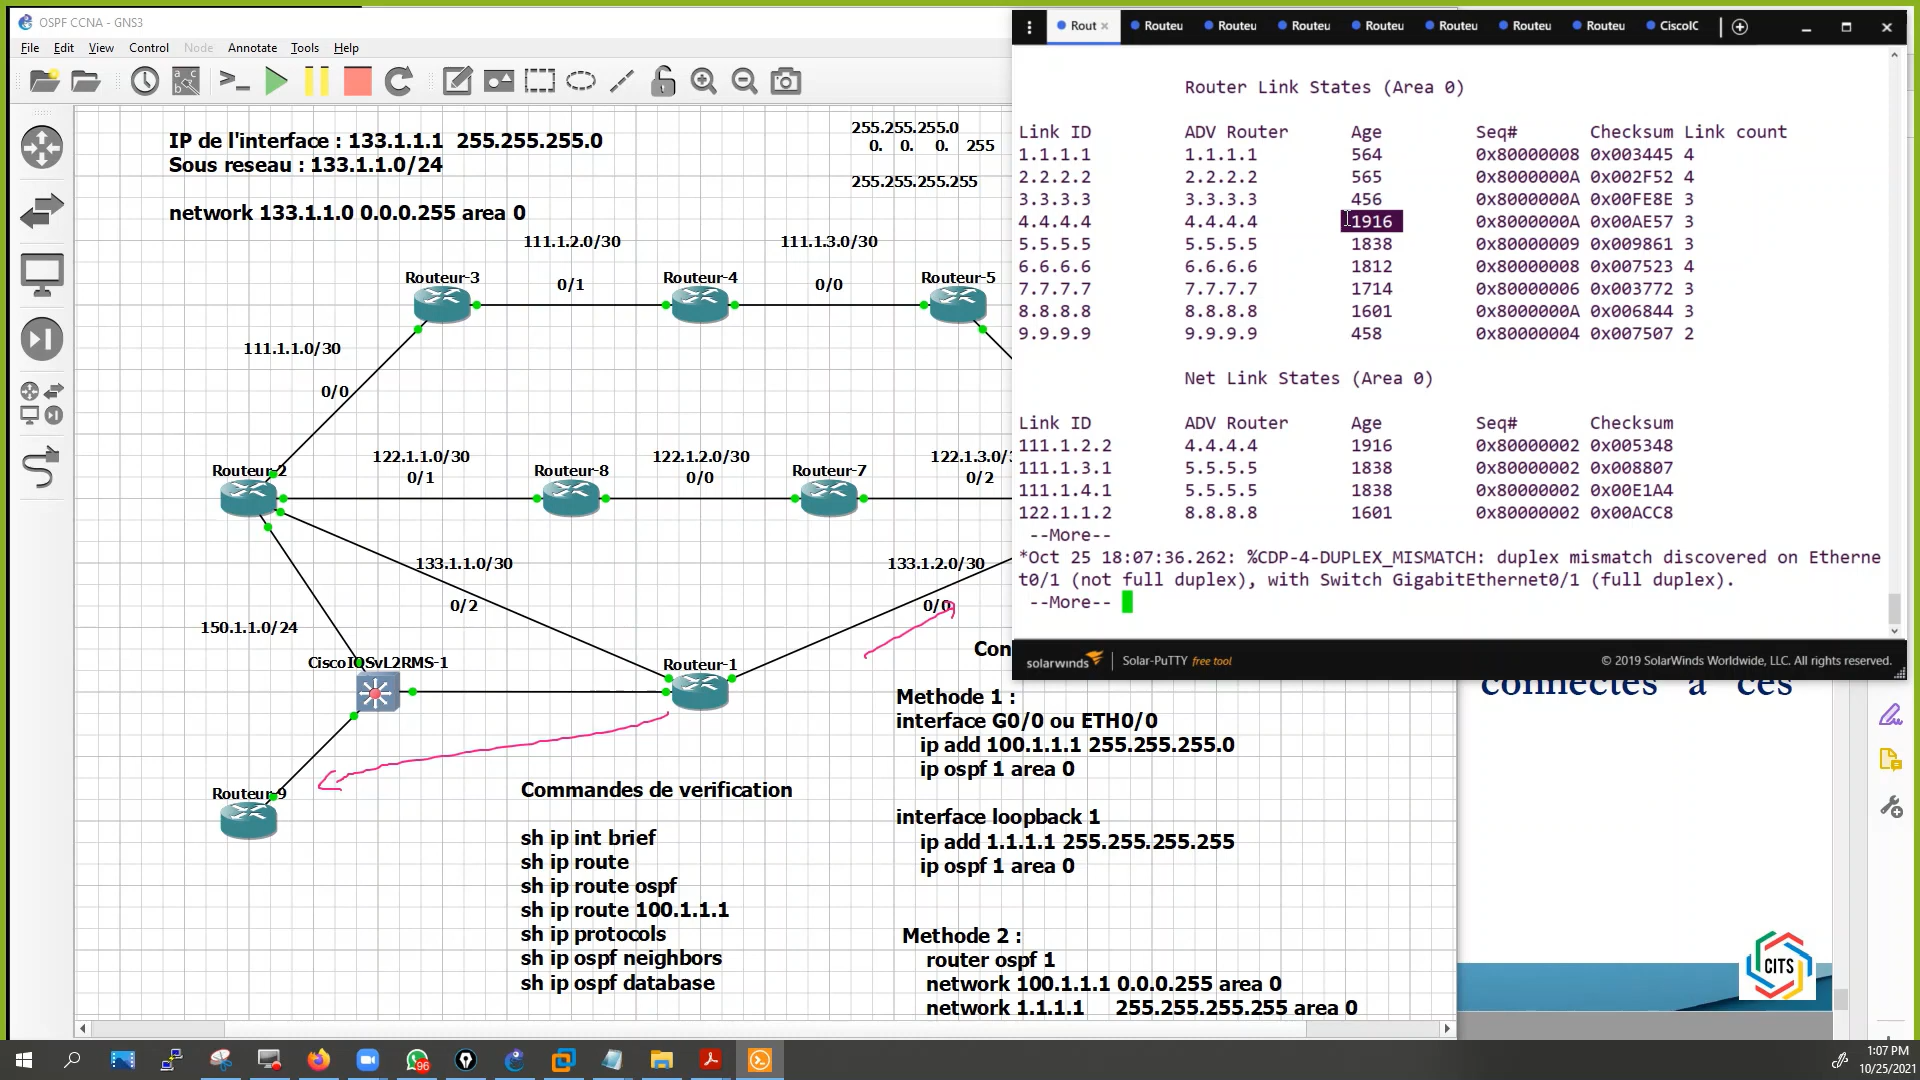 OSPF CCNA - GNS3
File Edit View Control Node Annotate Tools Help
IP de l'interface : 133.1.1.1 255.255.255.0
Sous reseau : 133.1.1.0/24
network 133.1.1.0 0.0.0.255 area 0
255.255.255.0
0. 0. 0. 255
255.255.255.255
111.1.2.0/30
111.1.3.0/30
Routeur-3
0/1
Routeur-4
0/0
Routeur-5
111.1.1.0/30
0/0
Routeur-2
122.1.1.0/30
0/1
Routeur-8
122.1.2.0/30
0/0
Routeur-7
122.1.3.0/
0/2
133.1.1.0/30
0/2
133.1.2.0/30
0/0
150.1.1.0/24
CiscoIOSvL2RMS-1
Routeur-1
Routeur-9
Con
Commandes de verification
sh ip int brief
sh ip route
sh ip route ospf
sh ip route 100.1.1.1
sh ip protocols
sh ip ospf neighbors
sh ip ospf database
Methode 1 :
interface G0/0 ou ETH0/0
ip add 100.1.1.1 255.255.255.0
ip ospf 1 area 0
interface loopback 1
ip add 1.1.1.1 255.255.255.255
ip ospf 1 area 0
Methode 2 :
router ospf 1
network 100.1.1.1 0.0.0.255 area 0
network 1.1.1.1 255.255.255.255 area 0
Rout Routeu Routeu Routeu Routeu Routeu Routeu Routeu CiscoIC
Router Link States (Area 0)
Link ID ADV Router Age Seq# Checksum Link count
1.1.1.1 1.1.1.1 564 0x80000008 0x003445 4
2.2.2.2 2.2.2.2 565 0x8000000A 0x002F52 4
3.3.3.3 3.3.3.3 456 0x8000000A 0x00FE8E 3
4.4.4.4 4.4.4.4 1916 0x8000000A 0x00AE57 3
5.5.5.5 5.5.5.5 1838 0x80000009 0x009861 3
6.6.6.6 6.6.6.6 1812 0x80000008 0x007523 4
7.7.7.7 7.7.7.7 1714 0x80000006 0x003772 3
8.8.8.8 8.8.8.8 1601 0x8000000A 0x006844 3
9.9.9.9 9.9.9.9 458 0x80000004 0x007507 2
Net Link States (Area 0)
Link ID ADV Router Age Seq# Checksum
111.1.2.2 4.4.4.4 1916 0x80000002 0x005348
111.1.3.1 5.5.5.5 1838 0x80000002 0x008807
111.1.4.1 5.5.5.5 1838 0x80000002 0x00E1A4
122.1.1.2 8.8.8.8 1601 0x80000002 0x00ACC8
--More--
*Oct 25 18:07:36.262: %CDP-4-DUPLEX_MISMATCH: duplex mismatch discovered on Etherne
t0/1 (not full duplex), with Switch GigabitEthernet0/1 (full duplex).
--More--
solarwinds Solar-PuTTY free tool © 2019 SolarWinds Worldwide, LLC. All rights reserved.
connectés à ces
CITS
96
1:07 PM
10/25/2021